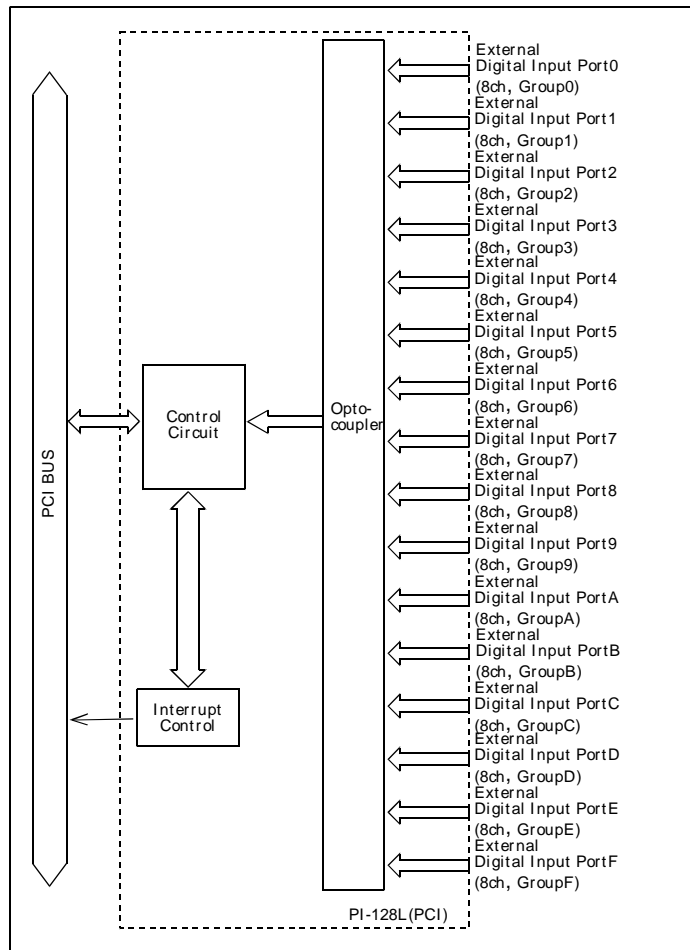 External
Digital Input Port0
(8ch, Group0)
External
Digital Input Port1
(8ch, Group1)
External
Digital Input Port2
(8ch, Group2)
External
Digital Input Port3
(8ch, Group3)
External
Digital Input Port4
(8ch, Group4)
External
Digital Input Port5
(8ch, Group5)
External
Digital Input Port6
(8ch, Group6)
External
Digital Input Port7
(8ch, Group7)
External
Digital Input Port8
(8ch, Group8)
External
Digital Input Port9
(8ch, Group9)
External
Digital Input PortA
(8ch, GroupA)
External
Digital Input PortB
(8ch, GroupB)
External
Digital Input PortC
(8ch, GroupC)
External
Digital Input PortD
(8ch, GroupD)
External
Digital Input PortE
(8ch, GroupE)
External
Digital Input PortF
(8ch, GroupF)
PCI BUS
Control
Circuit
Opto-
coupler
Interrupt
Control
PI-128L(PCI)